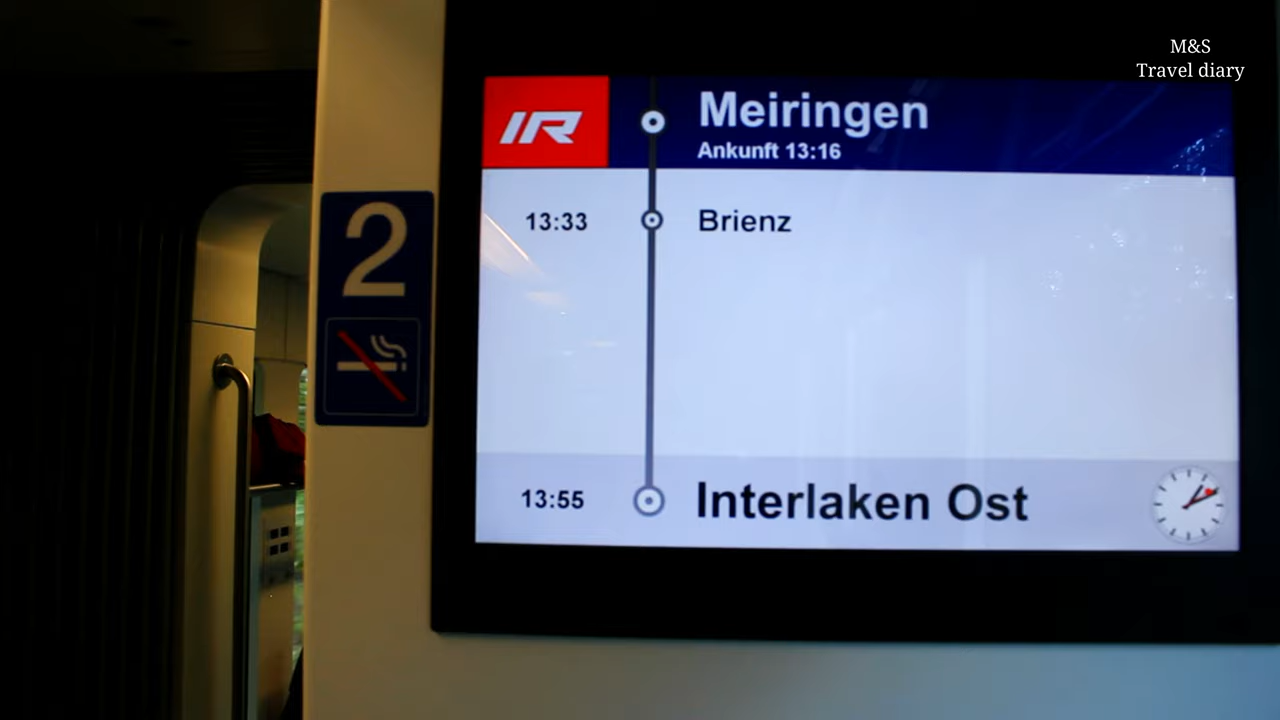 M&S
Travel diary
IR
Meiringen
Ankunft 13:16
2
13:33 Brienz
13:55 Interlaken Ost